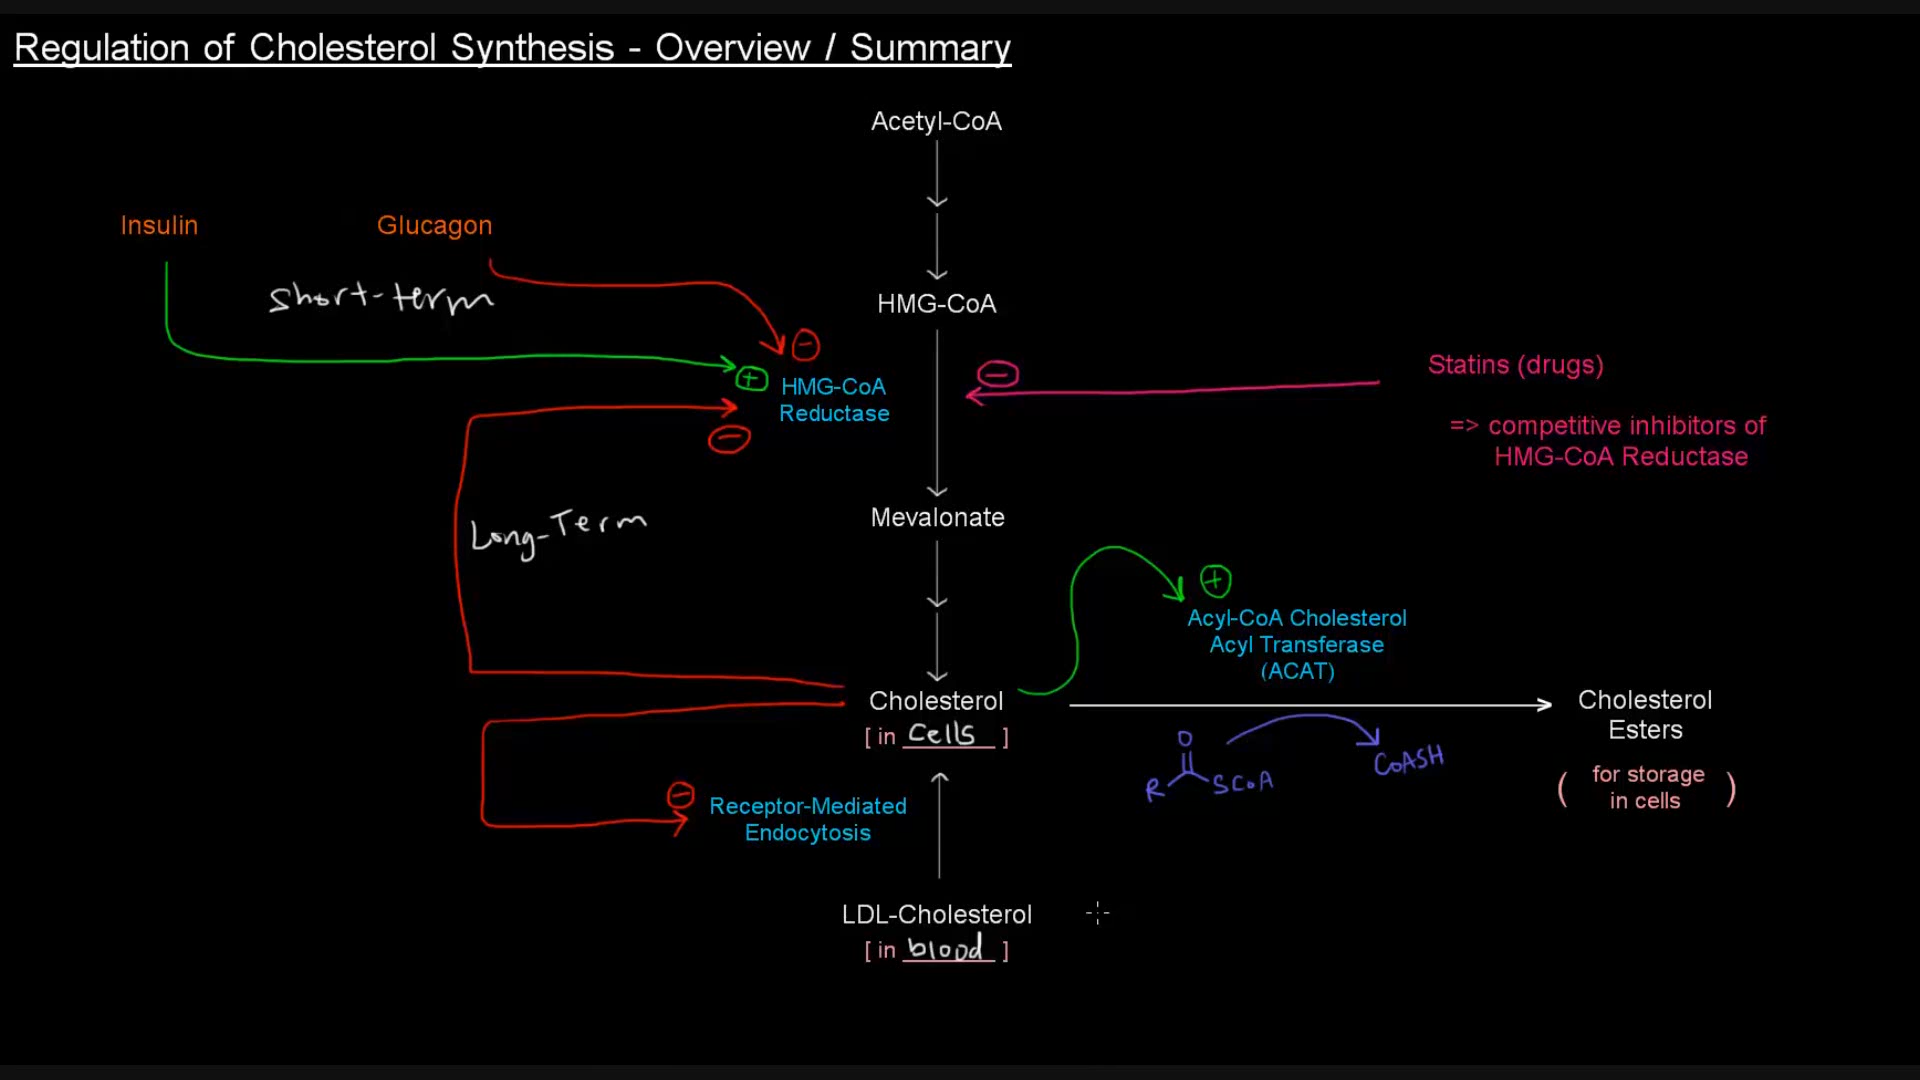 Regulation of Cholesterol Synthesis - Overview / Summary
Acetyl-CoA
Insulin
Glucagon
short-term
HMG-CoA
⊖
⊕
HMG-CoA
Reductase
⊖
⊖
Statins (drugs)
=> competitive inhibitors of
HMG-CoA Reductase
Long-Term
Mevalonate
⊕
Acyl-CoA Cholesterol
Acyl Transferase
(ACAT)
Cholesterol
[ in cells ]
Cholesterol
Esters
( for storage
in cells )
O
R
SCoA
CoASH
⊖
Receptor-Mediated
Endocytosis
LDL-Cholesterol
[ in blood ]